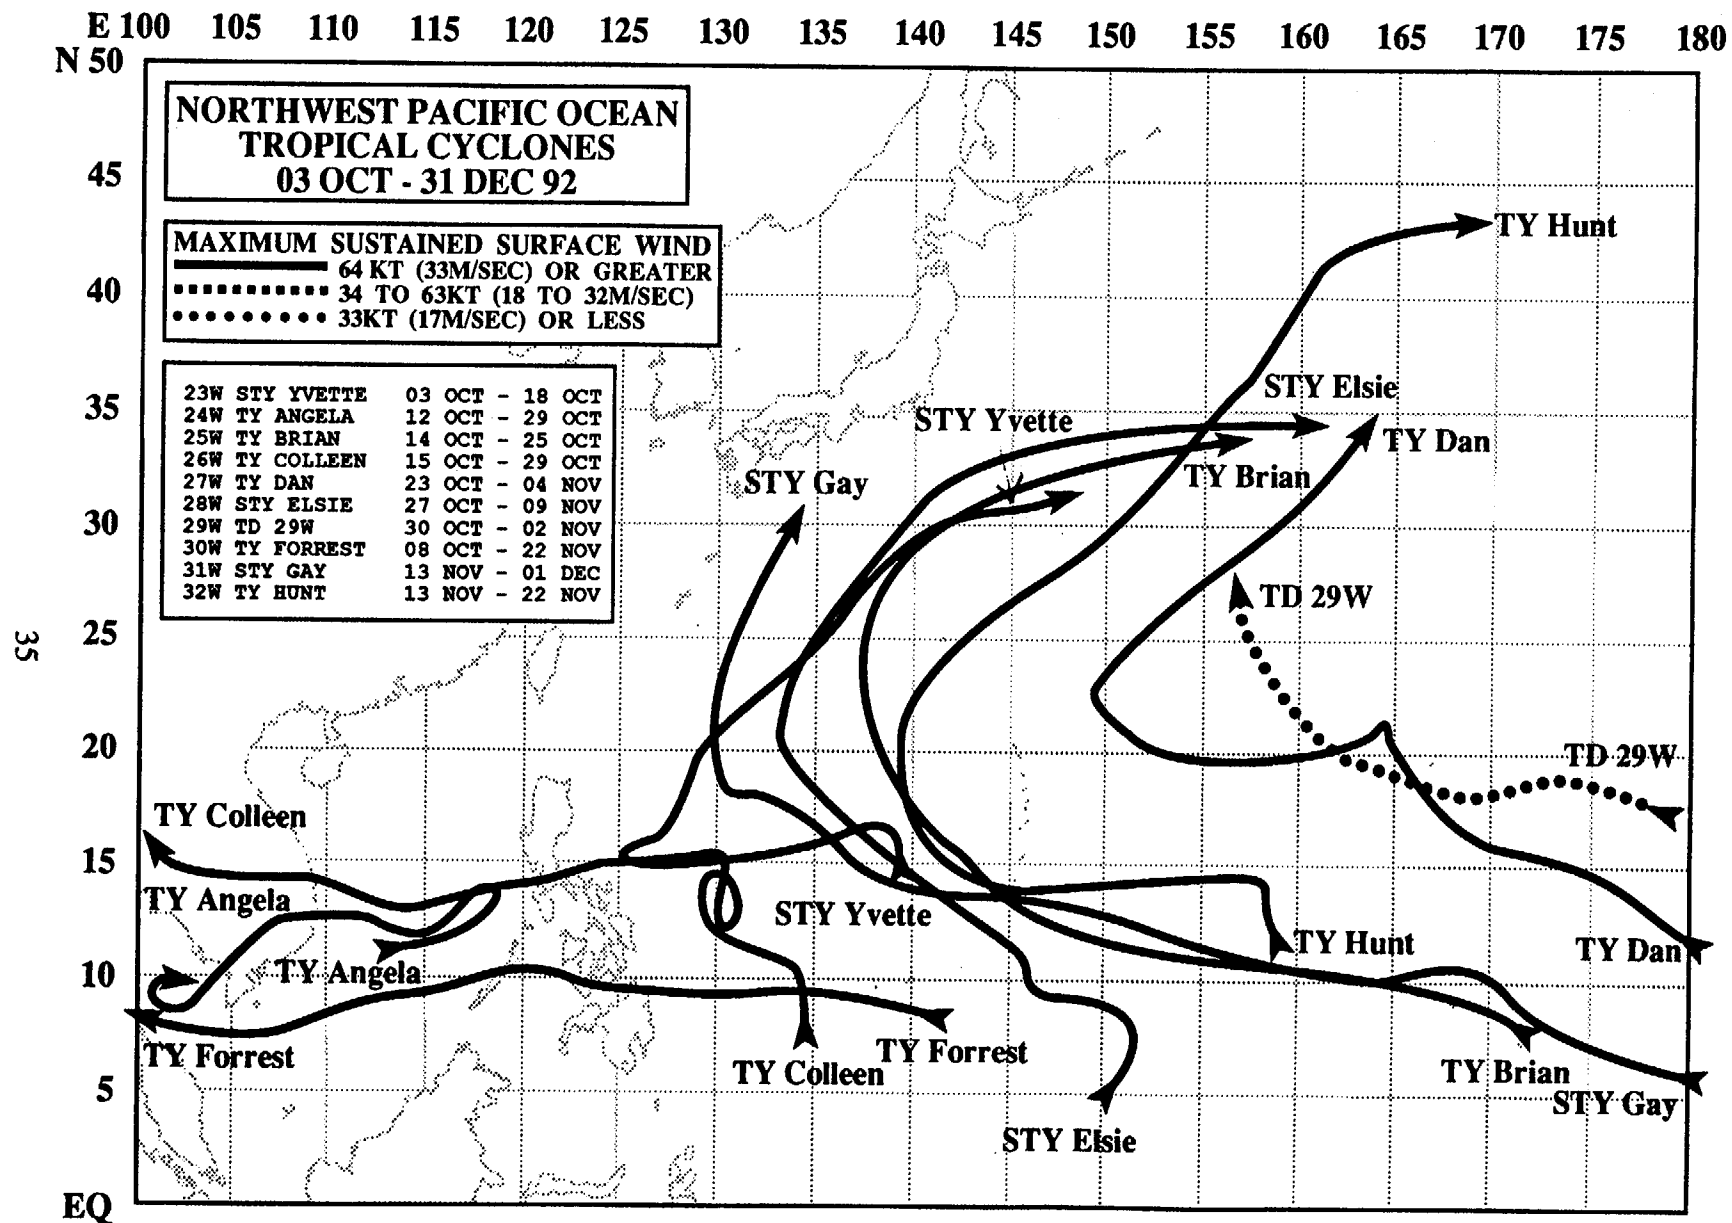 E 100 105 110 115 120 125 130 135 140 145 150 155 160 165 170 175 180
N 50
NORTHWEST PACIFIC OCEAN
TROPICAL CYCLONES
03 OCT - 31 DEC 92
45
MAXIMUM SUSTAINED SURFACE WIND
64 KT (33M/SEC) OR GREATER
34 TO 63KT (18 TO 32M/SEC)
33KT (17M/SEC) OR LESS
TY Hunt
40
23W STY YVETTE 03 OCT - 18 OCT
24W TY ANGELA 12 OCT - 29 OCT
25W TY BRIAN 14 OCT - 25 OCT
26W TY COLLEEN 15 OCT - 29 OCT
27W TY DAN 23 OCT - 04 NOV
28W STY ELSIE 27 OCT - 09 NOV
29W TD 29W 30 OCT - 02 NOV
30W TY FORREST 08 OCT - 22 NOV
31W STY GAY 13 NOV - 01 DEC
32W TY HUNT 13 NOV - 22 NOV
STY Elsie
35
STY Yvette
TY Dan
STY Gay
TY Brian
30
TD 29W
25
35
20
TD 29W
TY Colleen
15
TY Angela
STY Yvette
TY Hunt
TY Dan
10
TY Angela
TY Forrest
TY Forrest
TY Colleen
TY Brian
5
STY Gay
STY Elsie
EQ